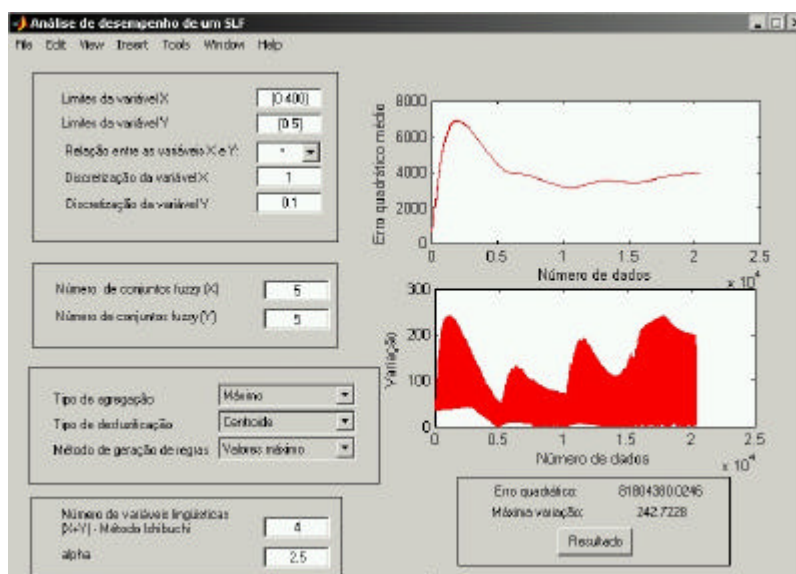 Análise de desempenho de um SLF
File Edit View Insert Tools Window Help
Limites da variável X [0 400]
Limites da variável Y [0 5]
Relação entre as variáveis X e Y: *
Discretização da variável X 1
Discretização da variável Y 0.1
Número de conjuntos fuzzy (X) 5
Número de conjuntos fuzzy (Y) 5
Tipo de agregação Máximo
Tipo de defuzificação Centroide
Método de geração de regras Valores máximo
Número de variáveis linguísticas
(X+Y) - Método Ichibuchi 4
alpha 2.5
Erro quadrático médio
8000
6000
4000
2000
0
0 0.5 1 1.5 2 2.5
Número de dados
x 10^4
Variação
300
200
100
0
0 0.5 1 1.5 2 2.5
Número de dados
x 10^4
Erro quadrático: 81804380.0246
Máxima variação: 242.7228
Resultado